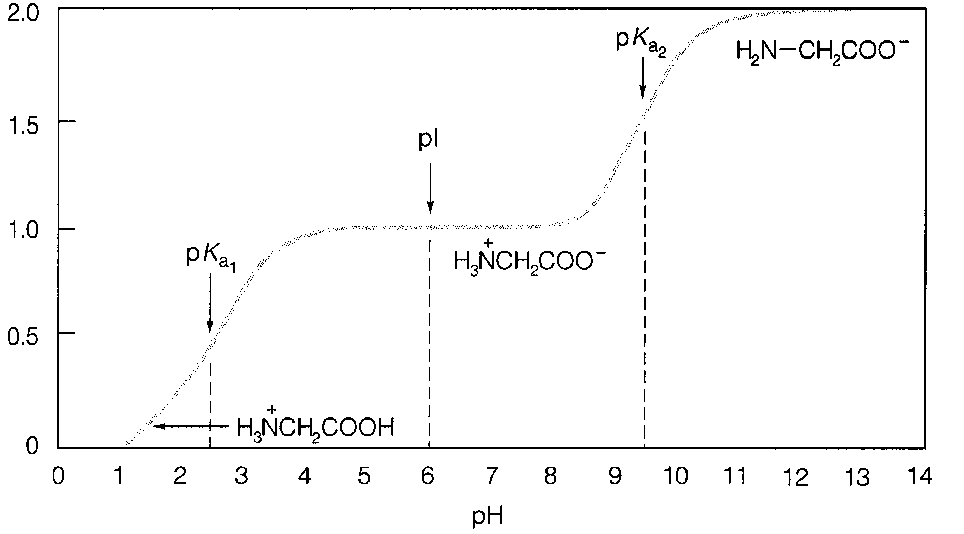 2.0
pKa2
H2N–CH2COO−
1.5
pI
1.0
pKa1
H3N+CH2COO−
0.5
H3N+CH2COOH
0
0 1 2 3 4 5 6 7 8 9 10 11 12 13 14
pH